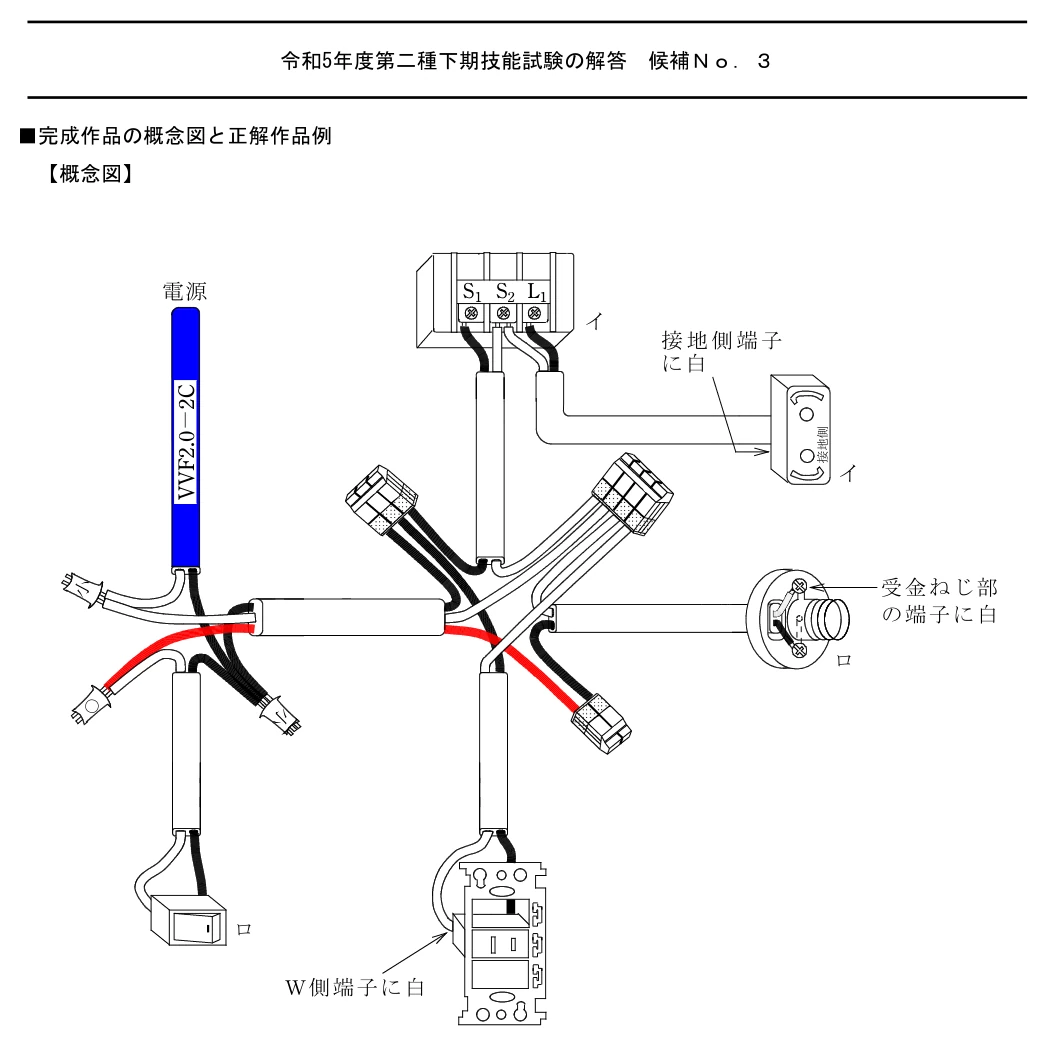 令和5年度第二種下期技能試験の解答　候補Ｎｏ．３
■完成作品の概念図と正解作品例
【概念図】
電源
VVF2.0－2C
S1 S2 L1
イ
接地側端子
に白
接地側
イ
受金ねじ部
の端子に白
ロ
小
○
小
ロ
W側端子に白